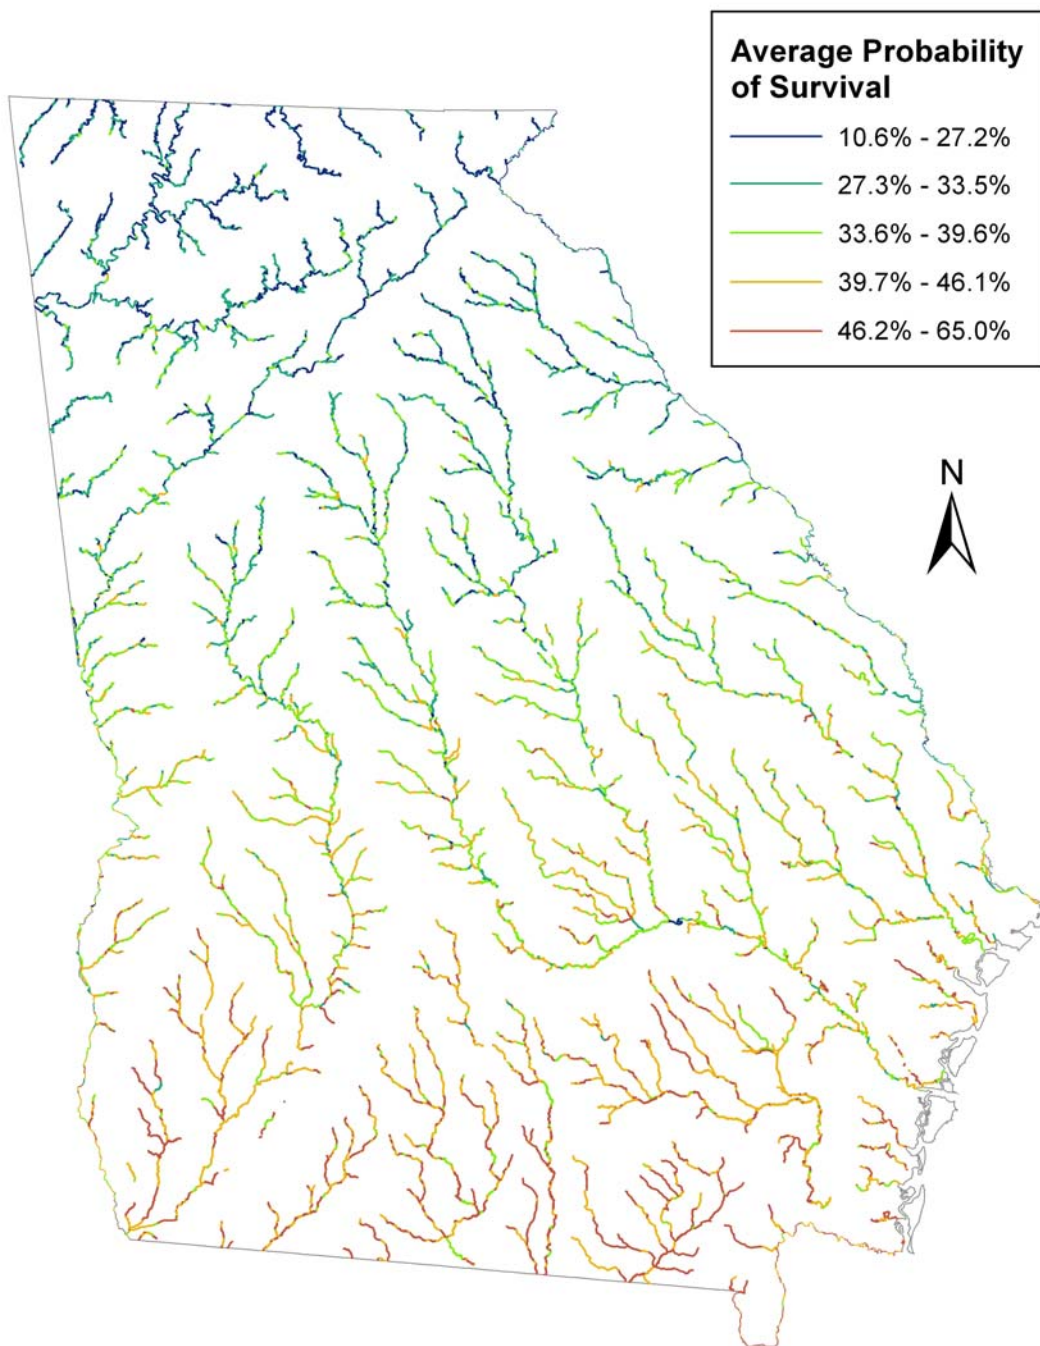 Average Probability
of Survival
10.6% - 27.2%
27.3% - 33.5%
33.6% - 39.6%
39.7% - 46.1%
46.2% - 65.0%
N